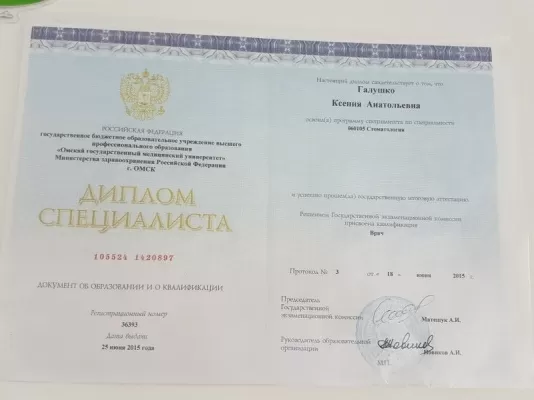 РОССИЙСКАЯ ФЕДЕРАЦИЯ
государственное бюджетное образовательное учреждение высшего
профессионального образования
«Омский государственный медицинский университет»
Министерства здравоохранения Российской Федерации
г. ОМСК
ДИПЛОМ
СПЕЦИАЛИСТА
105524 1420897
ДОКУМЕНТ ОБ ОБРАЗОВАНИИ И О КВАЛИФИКАЦИИ
Регистрационный номер
36393
Дата выдачи
25 июня 2015 года
Настоящий диплом свидетельствует о том, что
Галушко
Ксения Анатольевна
освоил(а) программу специалитета по специальности
060105 Стоматология
и успешно прошел(ла) государственную итоговую аттестацию
Решением Государственной экзаменационной комиссии
присвоена квалификация
Врач
Протокол № 3 от « 18 » июня 2015 г.
Председатель
Государственной
экзаменационной комиссии
Матещук А.И.
Руководитель образовательной
организации
Новиков А.И.
М.П.